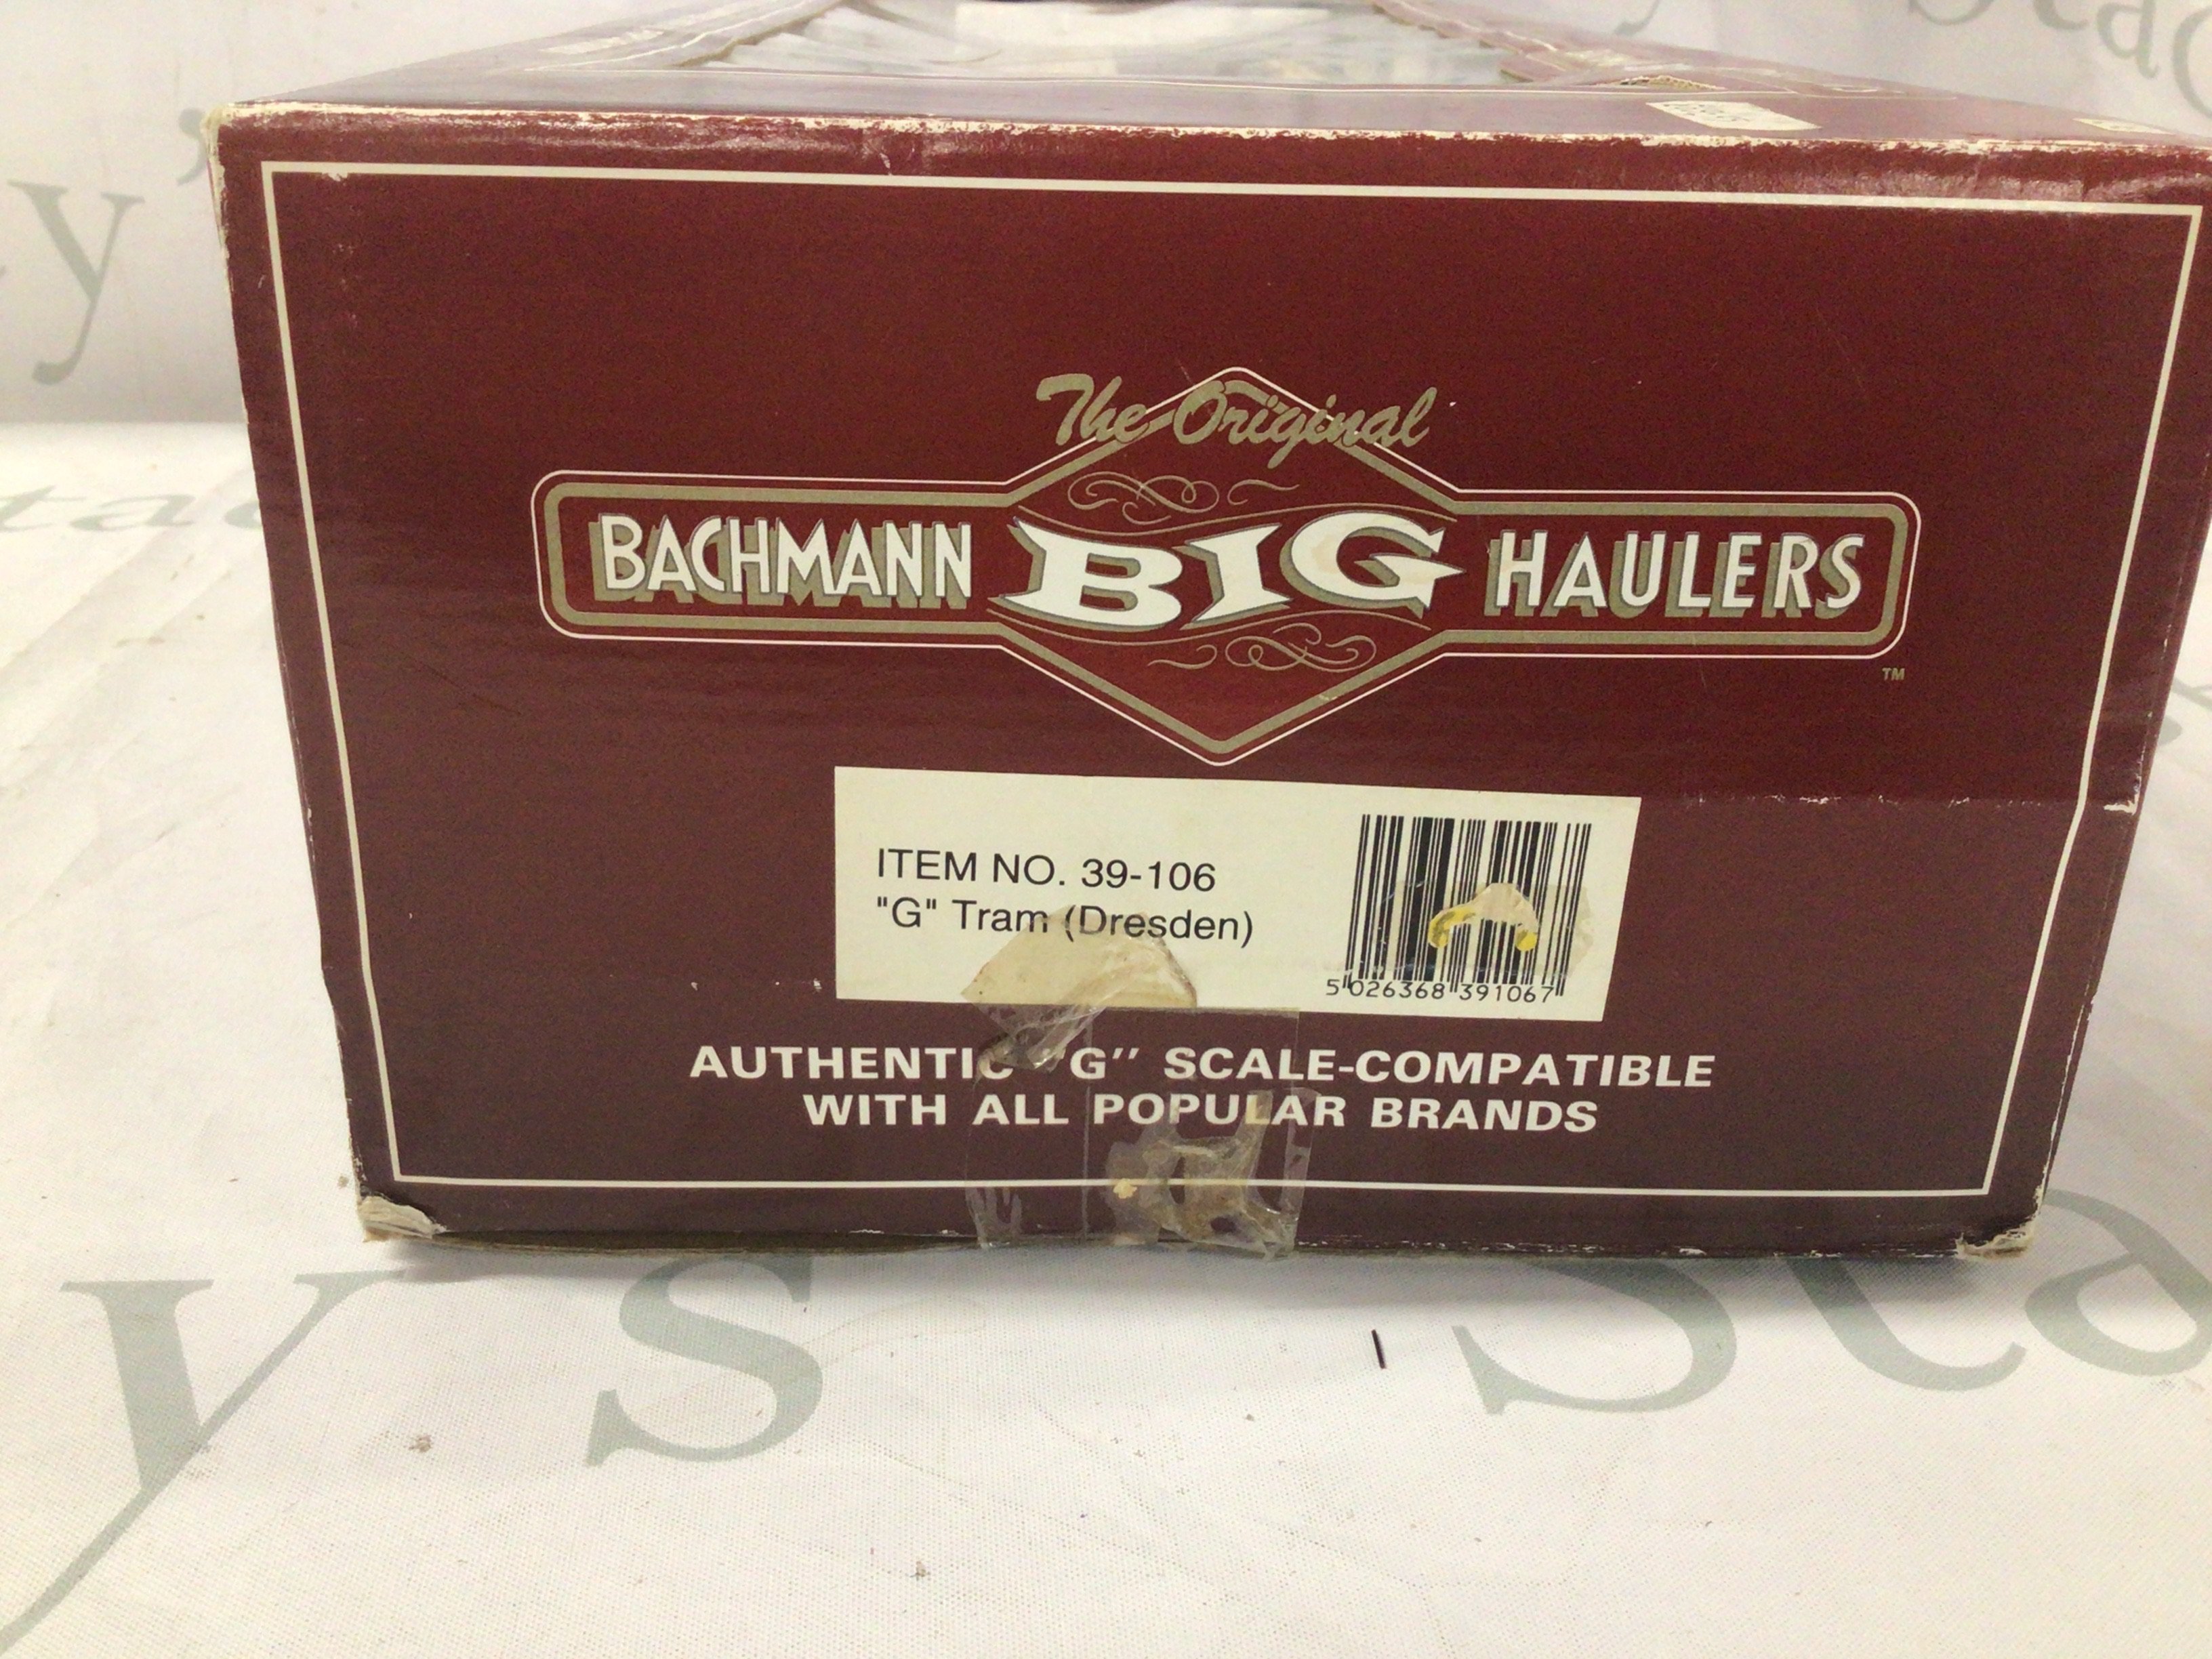 The Original
BACHMANN BIG HAULERS
TM
ITEM NO. 39-106
"G" Tram (Dresden)
5 026368 391067
AUTHENTIC "G" SCALE-COMPATIBLE
WITH ALL POPULAR BRANDS
y's Sta